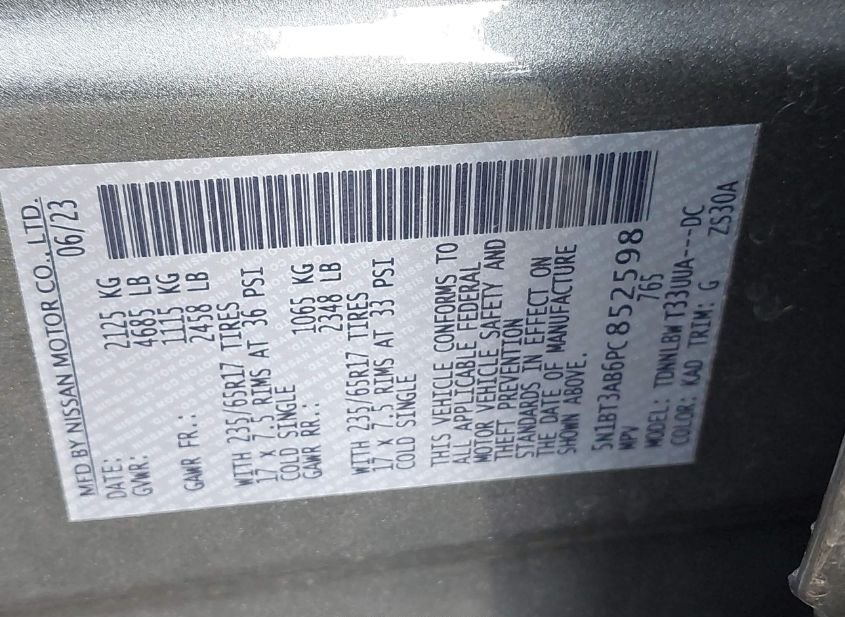 MFD BY NISSAN MOTOR CO., LTD.
DATE: 06/23
GVWR: 2125 KG
4685 LB
GAWR FR.: 1115 KG
2458 LB
WITH 235/65R17 TIRES
17 X 7.5 RIMS AT 36 PSI
COLD SINGLE
GAWR RR.: 1065 KG
2348 LB
WITH 235/65R17 TIRES
17 X 7.5 RIMS AT 33 PSI
COLD SINGLE
THIS VEHICLE CONFORMS TO
ALL APPLICABLE FEDERAL
MOTOR VEHICLE SAFETY AND
THEFT PREVENTION
STANDARDS IN EFFECT ON
THE DATE OF MANUFACTURE
SHOWN ABOVE.
5N1BT3AB6PC852598
MPV 765
MODEL: TDNNLBW T33UUA---DC
COLOR: KAD TRIM: G ZS30A